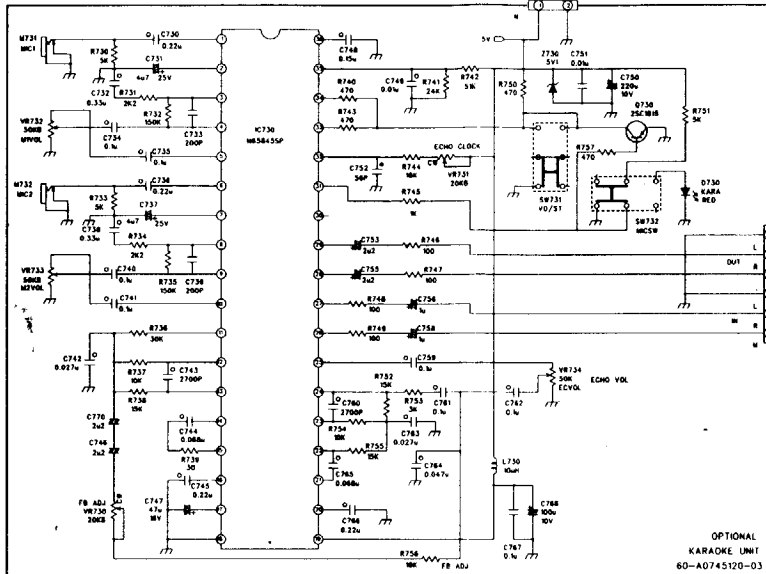 M731
MIC1
R730
5K
C730
0.22u
C731
4u7 25V
C732
0.33u
R731
2K2
R732
150K
C733
200P
VR732
50KB
M1VOL
C734
0.1u
C735
0.1u
M732
MIC2
R733
5K
C736
0.22u
C737
4u7 25V
C738
0.33u
R734
2K2
R735
150K
VR733
50KB
M2VOL
C740
0.1u
C741
0.1u
R736
30K
C742
0.027u
R737
10K
C743
2700P
R738
15K
C770
2u2
C746
2u2
C744
0.068u
R739
30
C745
0.22u
C747
47u
16V
FB ADJ
VR730
20KB
IC730
M65845SP
C748
0.15u
R740
470
R743
470
C749
0.01u
R741
24K
R742
51K
C752
56P
R744
ECHO CLOCK
VR731
20KB
R745
1K
C753
2u2
R746
100
C755
2u2
R747
100
R748
100
C756
1u
R749
100
C758
1u
C759
0.1u
R752
15K
C760
2700P
R753
3K
C761
0.1u
R754
10K
C763
0.027u
R755
15K
C765
0.068u
C764
0.047u
C766
0.22u
R756
18K
FB ADJ
C762
0.1u
VR734
50K
ECVOL
ECHO VOL
L730
10uH
C767
0.1u
C768
100u
10V
N
1
2
5V
R750
470
Z730
5V1
C751
0.01u
C750
220u
10V
Q730
2SC1815
R751
5K
R757
470
SW731
VO/ST
SW732
MICSW
D730
KARA
RED
L
OUT
R
L
IN
R
M
OPTIONAL
KARAOKE UNIT
60-A0745120-03